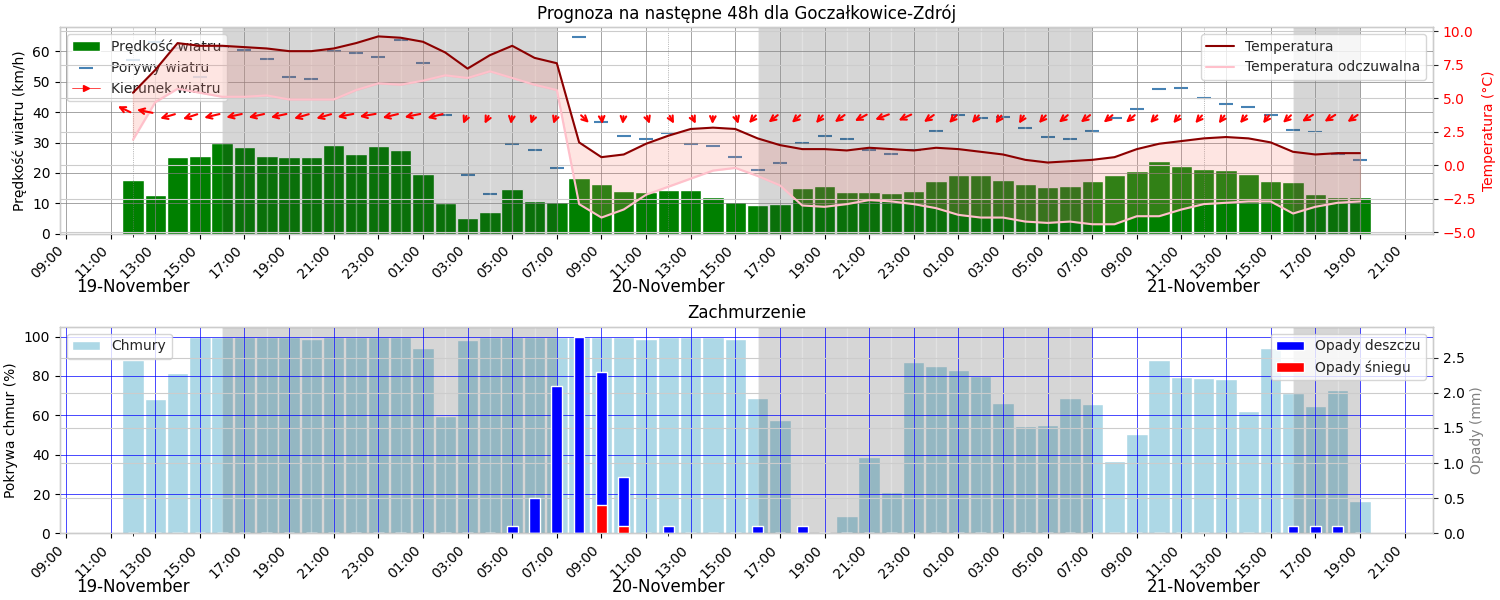 Prognoza na następne 48h dla Goczałkowice-Zdrój
Prędkość wiatru (km/h)
60
50
40
30
20
10
0
Prędkość wiatru
Porywy wiatru
Kierunek wiatru
Temperatura
Temperatura odczuwalna
10.0
7.5
5.0
2.5
0.0
−2.5
−5.0
Temperatura (°C)
09:00 11:00 13:00 15:00 17:00 19:00 21:00 23:00 01:00 03:00 05:00 07:00 09:00 11:00 13:00 15:00 17:00 19:00 21:00 23:00 01:00 03:00 05:00 07:00 09:00 11:00 13:00 15:00 17:00 19:00 21:00
19-November 20-November 21-November
Zachmurzenie
Pokrywa chmur (%)
100
80
60
40
20
0
Chmury
Opady deszczu
Opady śniegu
2.5
2.0
1.5
1.0
0.5
0.0
Opady (mm)
09:00 11:00 13:00 15:00 17:00 19:00 21:00 23:00 01:00 03:00 05:00 07:00 09:00 11:00 13:00 15:00 17:00 19:00 21:00 23:00 01:00 03:00 05:00 07:00 09:00 11:00 13:00 15:00 17:00 19:00 21:00
19-November 20-November 21-November